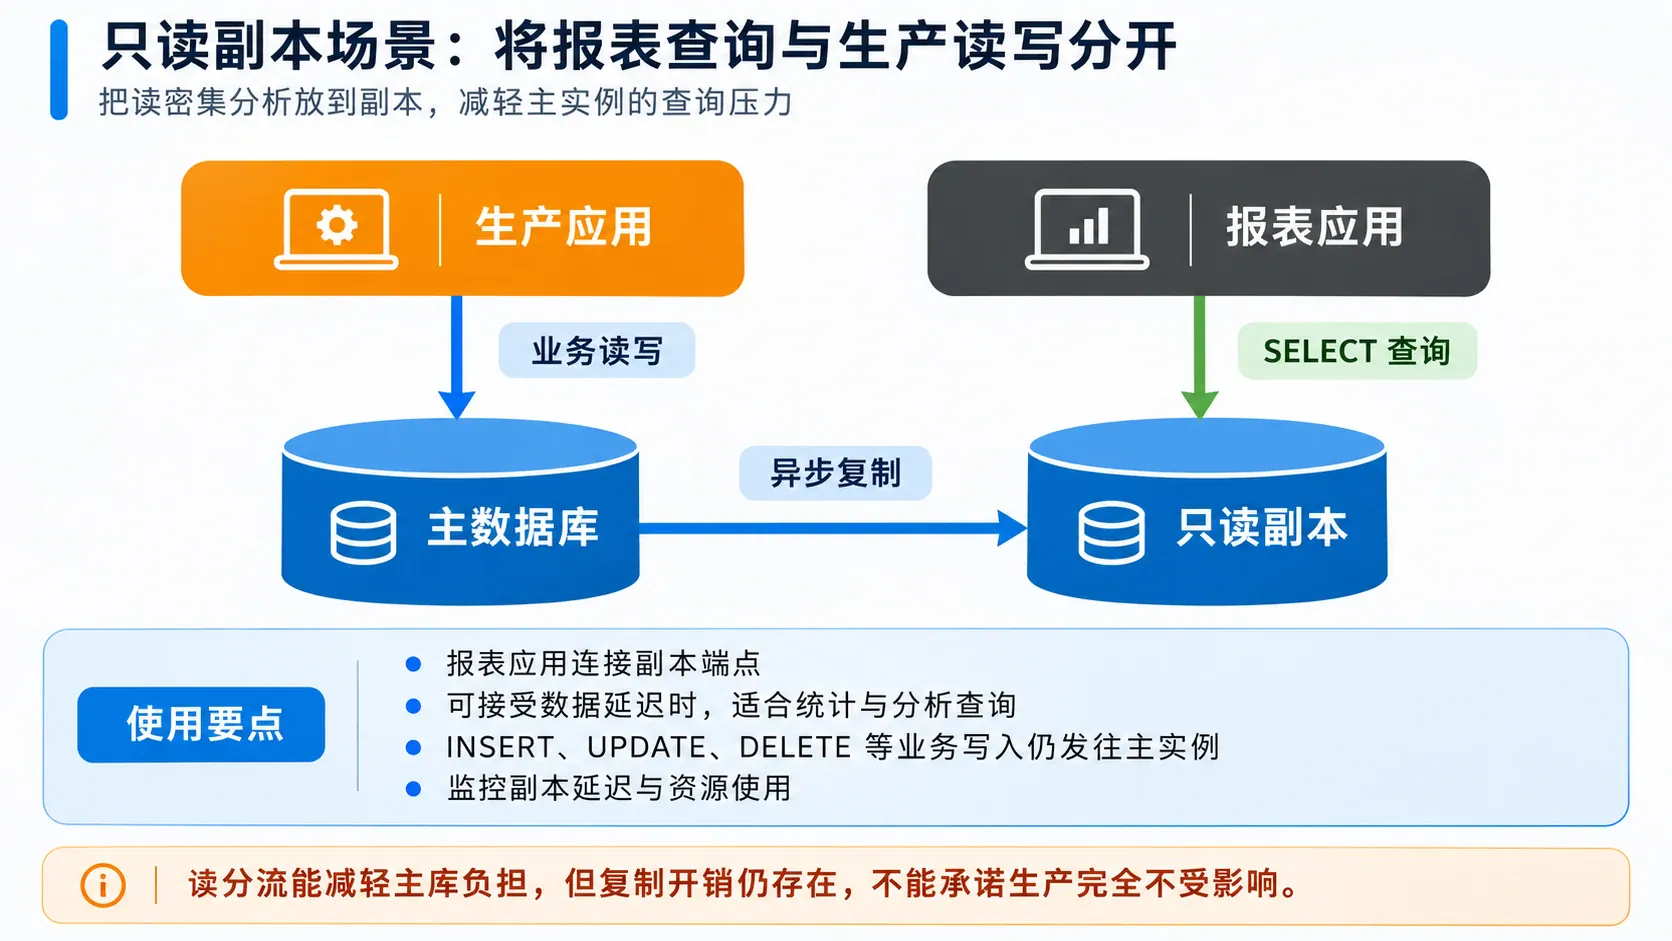 只读副本场景：将报表查询与生产读写分开
把读密集分析放到副本，减轻主实例的查询压力
生产应用
报表应用
业务读写
SELECT 查询
异步复制
主数据库
只读副本
使用要点
报表应用连接副本端点
可接受数据延迟时，适合统计与分析查询
INSERT、UPDATE、DELETE 等业务写入仍发往主实例
监控副本延迟与资源使用
读分流能减轻主库负担，但复制开销仍存在，不能承诺生产完全不受影响。